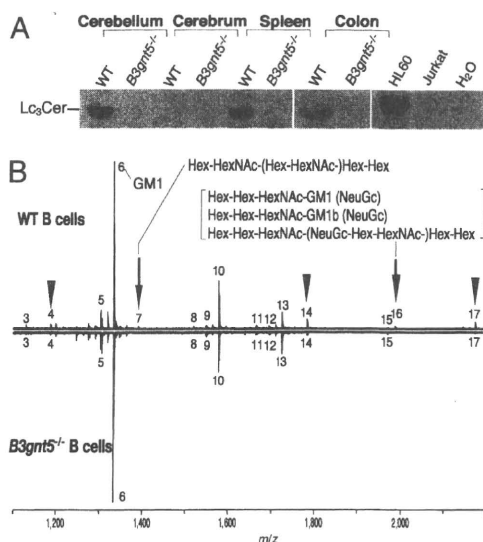 A
Cerebellum Cerebrum Spleen Colon
WT B3gnt5-/- WT B3gnt5-/- WT B3gnt5-/- WT B3gnt5-/- HL60 Jurkat H2O
Lc3Cer
B
6 GM1
Hex-HexNAc-(Hex-HexNAc-)Hex-Hex
WT B cells
Hex-Hex-HexNAc-GM1 (NeuGc)
Hex-Hex-HexNAc-GM1b (NeuGc)
Hex-Hex-HexNAc-(NeuGc-Hex-HexNAc-)Hex-Hex
3 4 5 7 8 9 10 11 12 13 14 15 16 17
3 4 5 8 9 10 11 12 13 14 15 17
B3gnt5-/- B cells
6
1,200 1,400 1,600 1,800 2,000
m/z